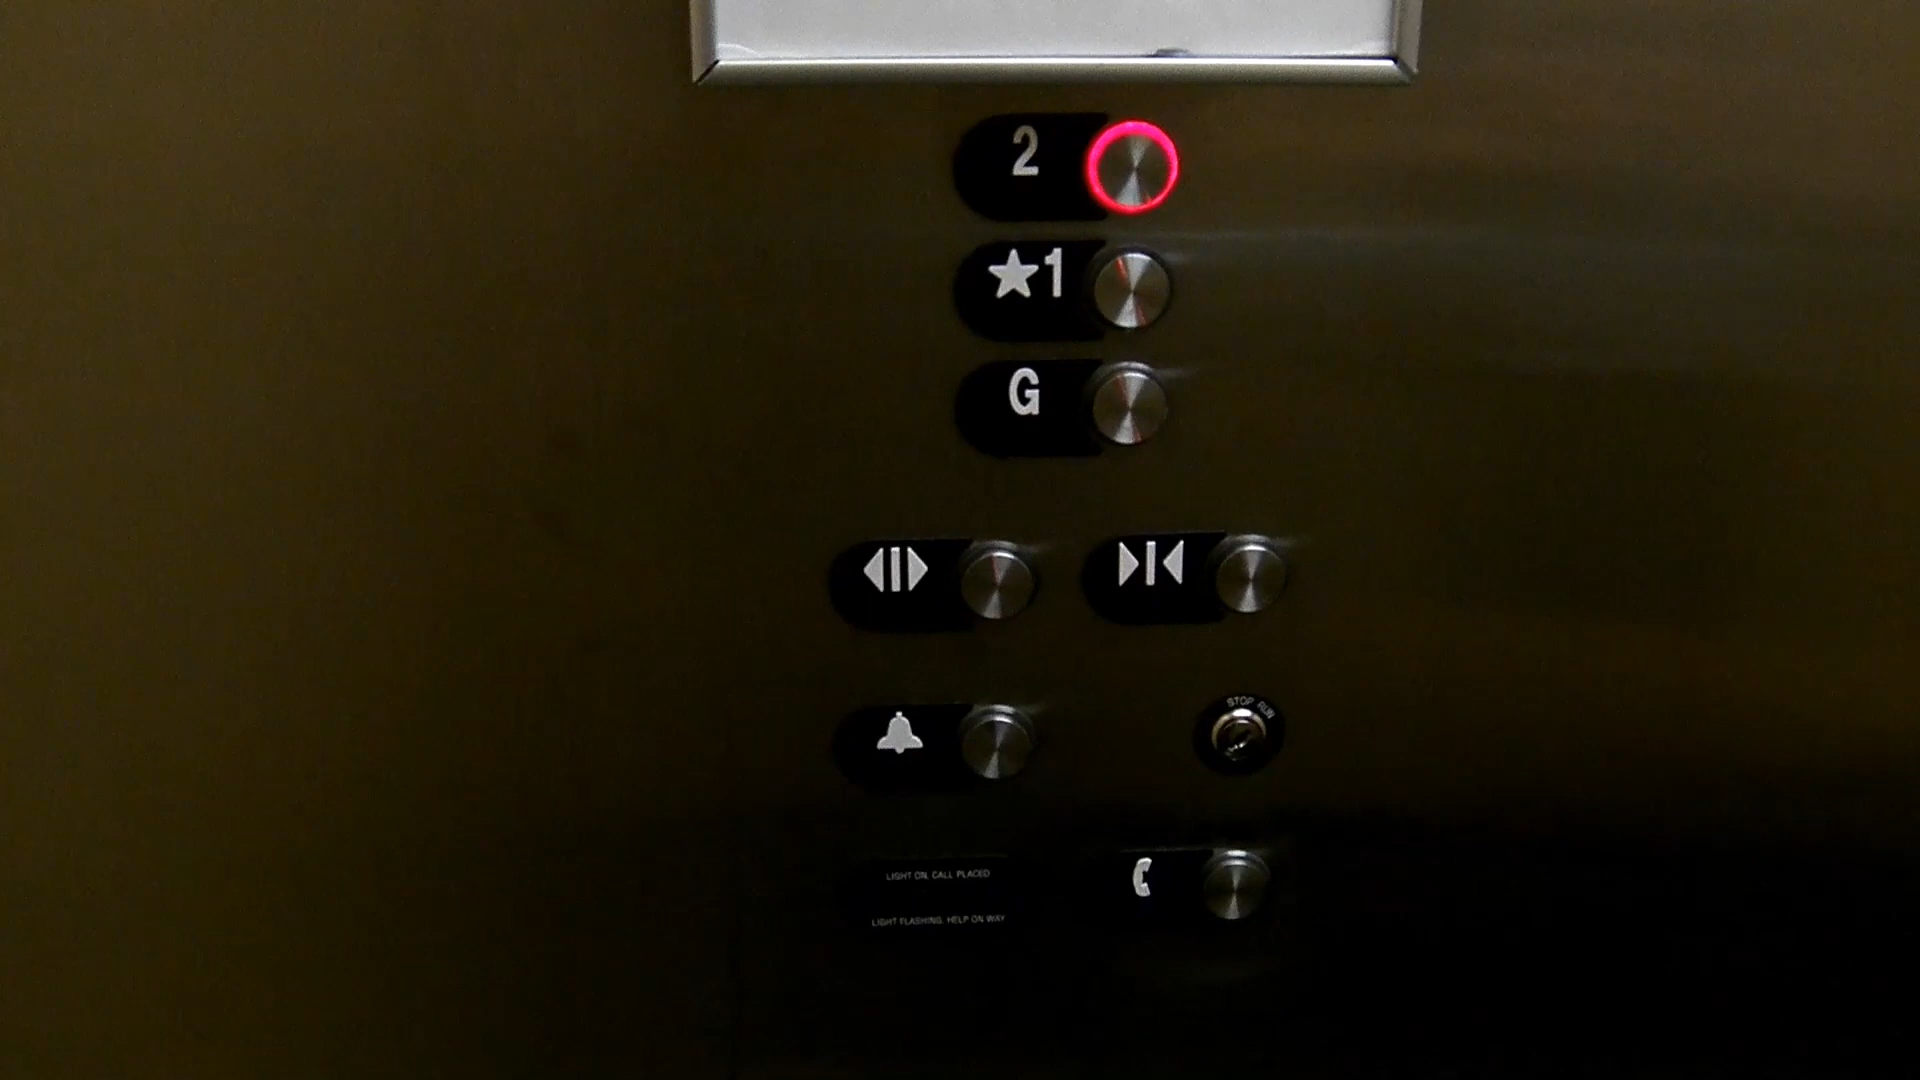 2
★1
G
STOP RUN
LIGHT ON, CALL PLACED
LIGHT FLASHING, HELP ON WAY